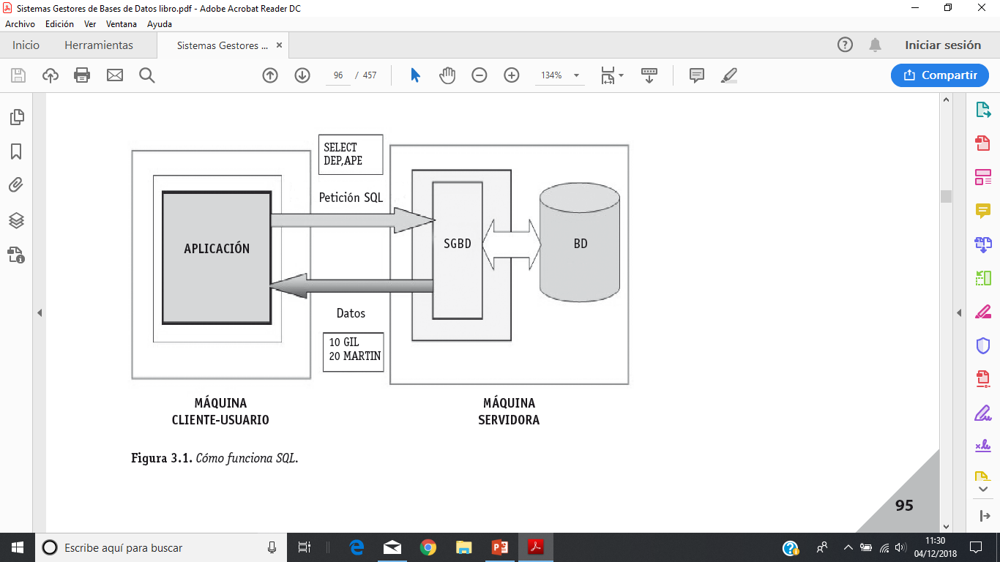 Sistemas Gestores de Bases de Datos libro.pdf - Adobe Acrobat Reader DC
Archivo Edición Ver Ventana Ayuda
Inicio Herramientas Sistemas Gestores ... × Iniciar sesión
96 / 457 134% Compartir
SELECT
DEP,APE
Petición SQL
APLICACIÓN
SGBD
BD
Datos
10 GIL
20 MARTIN
MÁQUINA
CLIENTE-USUARIO
MÁQUINA
SERVIDORA
Figura 3.1. Cómo funciona SQL.
95
Escribe aquí para buscar
11:30
04/12/2018